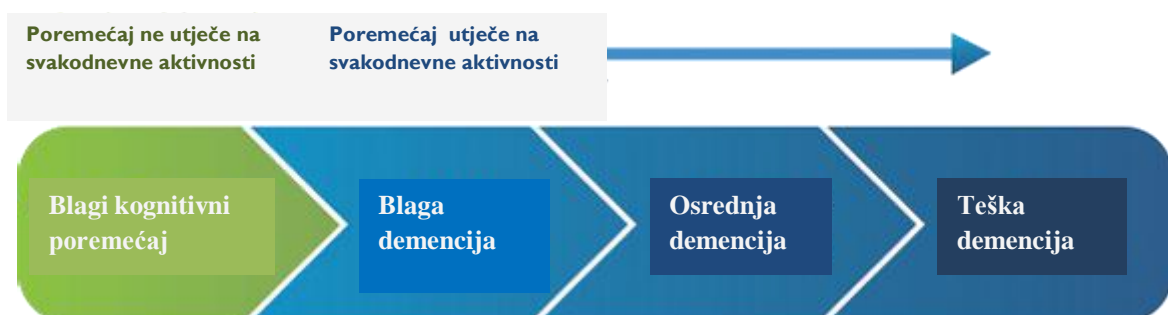 Poremećaj ne utječe na
svakodnevne aktivnosti
Poremećaj utječe na
svakodnevne aktivnosti
Blagi kognitivni
poremećaj
Blaga
demencija
Osrednja
demencija
Teška
demencija